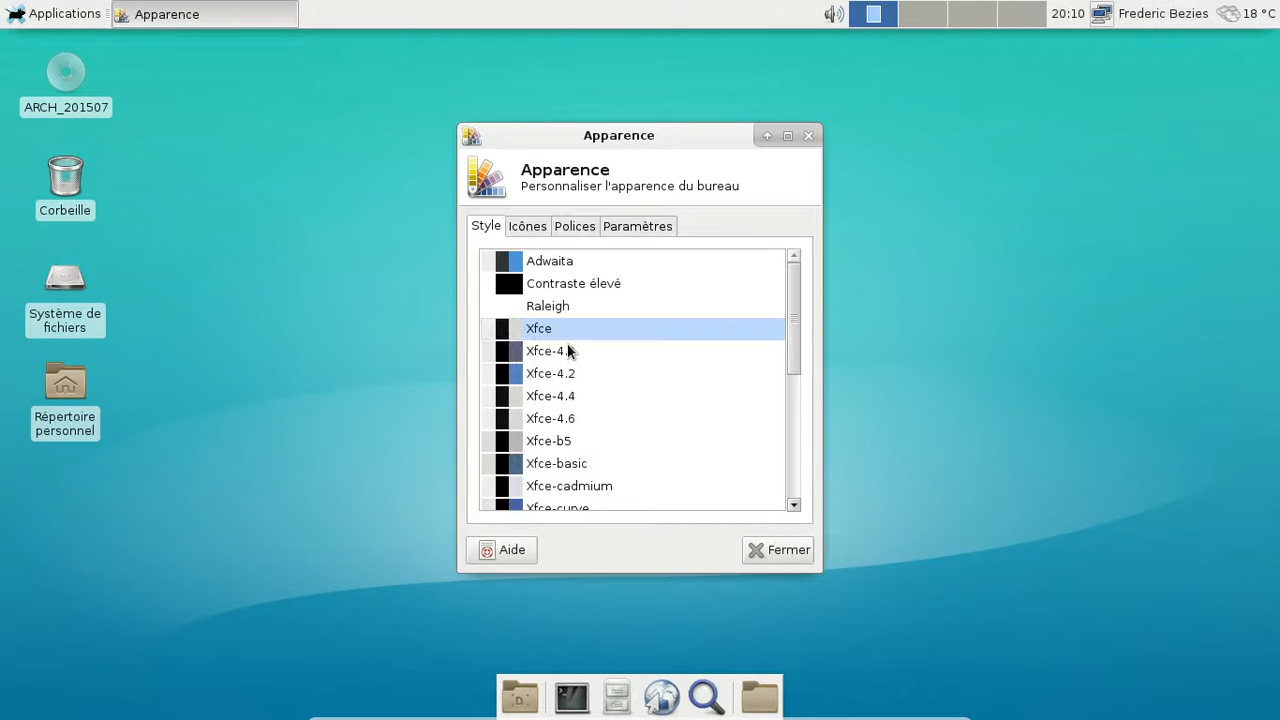 Applications
Apparence
20:10
Frederic Bezies
18 °C
ARCH_201507
Corbeille
Système de
fichiers
Répertoire
personnel
Apparence
Apparence
Personnaliser l'apparence du bureau
Style Icônes Polices Paramètres
Adwaita
Contraste élevé
Raleigh
Xfce
Xfce-4.
Xfce-4.2
Xfce-4.4
Xfce-4.6
Xfce-b5
Xfce-basic
Xfce-cadmium
Xfce-curve
Aide
Fermer